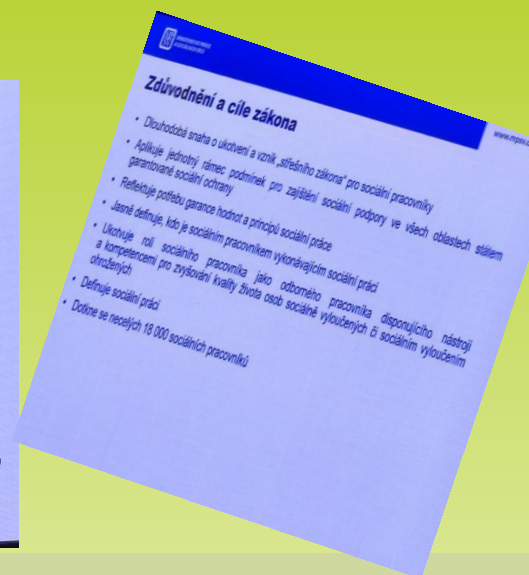 MINISTERSTVO PRÁCE
A SOCIÁLNÍCH VĚCÍ
www.mpsv.c
Zdůvodnění a cíle zákona
• Dlouhodobá snaha o ukotvení a vznik „střešního zákona“ pro sociální pracovníky
• Aplikuje jednotný rámec podmínek pro zajištění sociální podpory ve všech oblastech státem
garantované sociální ochrany
• Reflektuje potřebu garance hodnot a principů sociální práce
• Jasně definuje, kdo je sociálním pracovníkem vykonávajícím sociální práci
• Ukotvuje roli sociálního pracovníka jako odborného pracovníka disponujícího nástroji
a kompetencemi pro zvyšování kvality života osob sociálně vyloučených či sociálním vyloučením
ohrožených
• Definuje sociální práci
• Dotkne se necelých 18 000 sociálních pracovníků